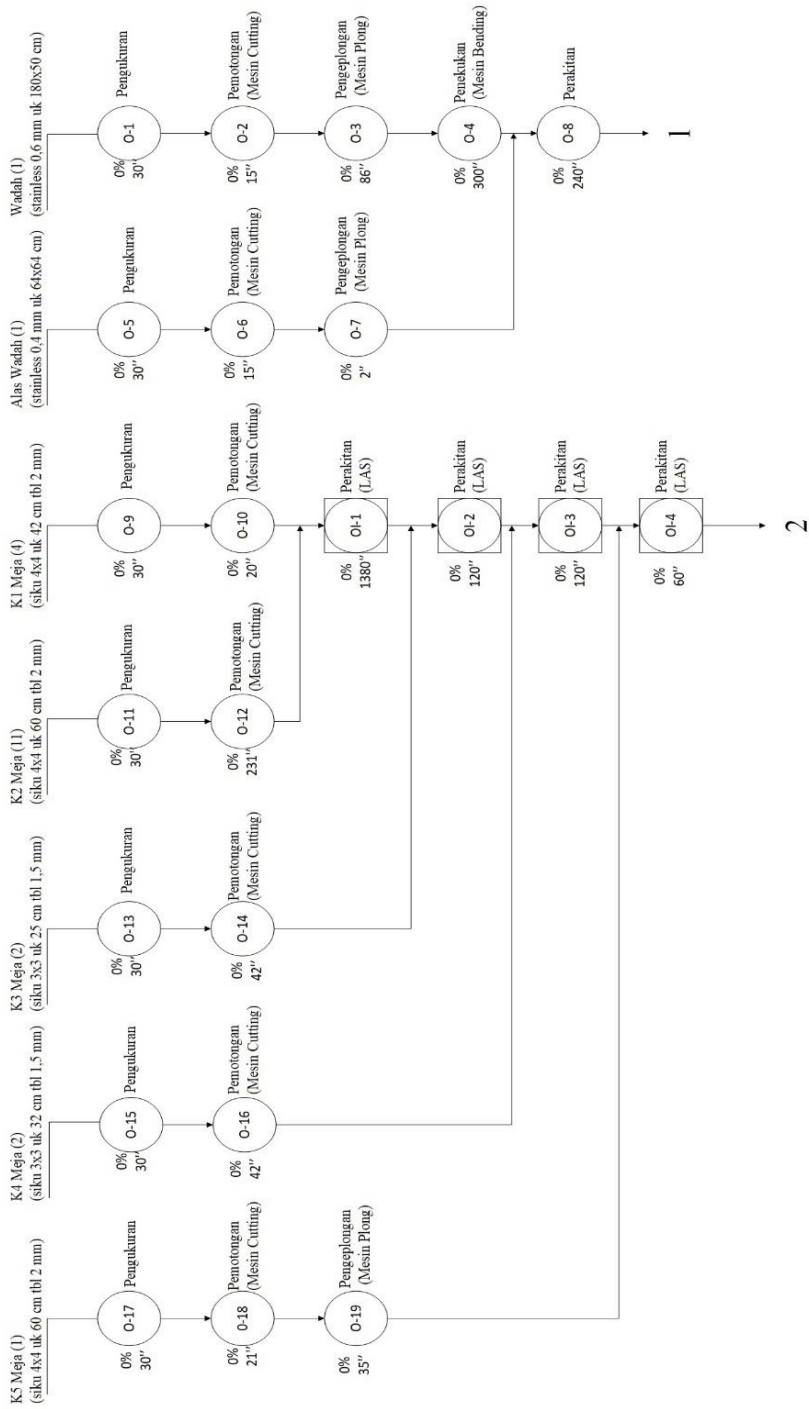 K5 Meja (1)
(siku 4x4 uk 60 cm tbl 2 mm)
0%
30''
O-17
Pengukuran
0%
21''
O-18
Pemotongan
(Mesin Cutting)
0%
35''
O-19
Pengeplongan
(Mesin Plong)
K4 Meja (2)
(siku 3x3 uk 32 cm tbl 1,5 mm)
0%
30''
O-15
Pengukuran
0%
42''
O-16
Pemotongan
(Mesin Cutting)
K3 Meja (2)
(siku 3x3 uk 25 cm tbl 1,5 mm)
0%
30''
O-13
Pengukuran
0%
42''
O-14
Pemotongan
(Mesin Cutting)
K2 Meja (11)
(siku 4x4 uk 60 cm tbl 2 mm)
0%
30''
O-11
Pengukuran
0%
231''
O-12
Pemotongan
(Mesin Cutting)
K1 Meja (4)
(siku 4x4 uk 42 cm tbl 2 mm)
0%
30''
O-9
Pengukuran
0%
20''
O-10
Pemotongan
(Mesin Cutting)
0%
1380''
OI-1
Perakitan
(LAS)
0%
120''
OI-2
Perakitan
(LAS)
0%
120''
OI-3
Perakitan
(LAS)
0%
60''
OI-4
Perakitan
(LAS)
2
Alas Wadah (1)
(stainless 0,4 mm uk 64x64 cm)
0%
30''
O-5
Pengukuran
0%
15''
O-6
Pemotongan
(Mesin Cutting)
0%
2''
O-7
Pengeplongan
(Mesin Plong)
Wadah (1)
(stainless 0,6 mm uk 180x50 cm)
0%
30''
O-1
Pengukuran
0%
15''
O-2
Pemotongan
(Mesin Cutting)
0%
86''
O-3
Pengeplongan
(Mesin Plong)
0%
300''
O-4
Penekukan
(Mesin Bending)
0%
240''
O-8
Perakitan
1